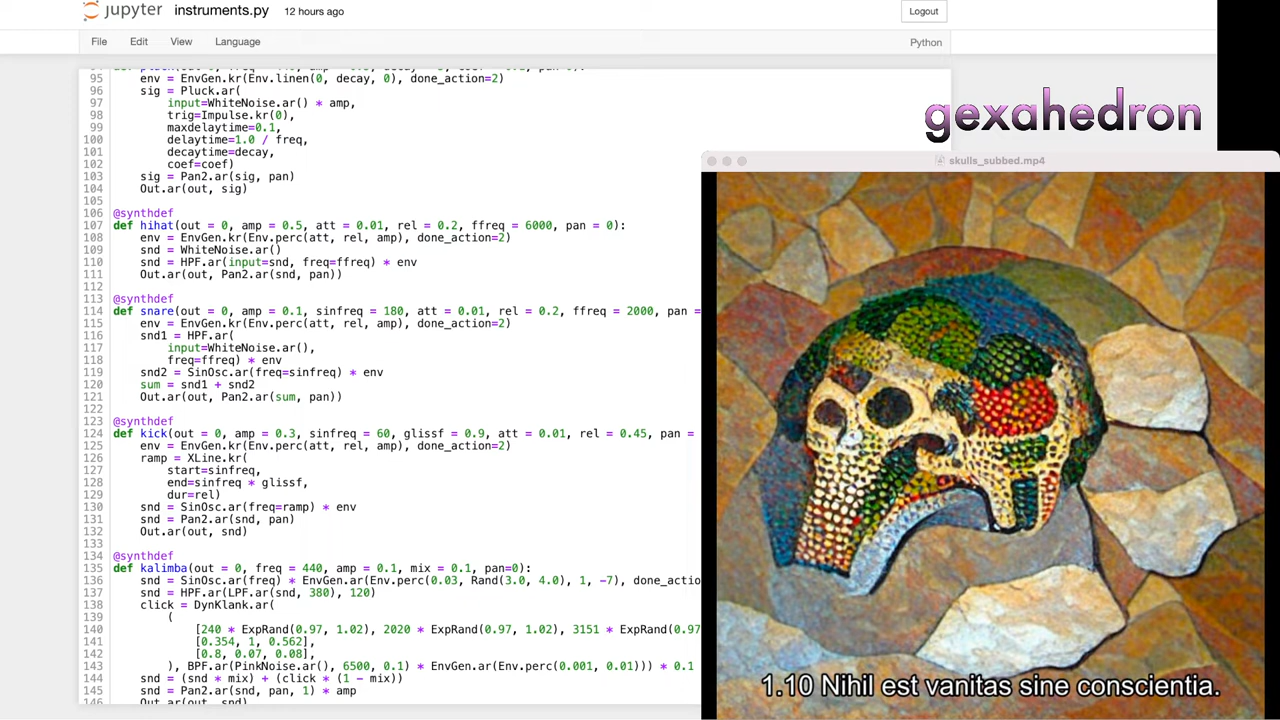 jupyter instruments.py 12 hours ago Logout
File Edit View Language Python
95 env = EnvGen.kr(Env.linen(0, decay, 0), done_action=2)
96 sig = Pluck.ar(
97 input=WhiteNoise.ar() * amp,
98 trig=Impulse.kr(0),
99 maxdelaytime=0.1,
100 delaytime=1.0 / freq,
101 decaytime=decay,
102 coef=coef)
103 sig = Pan2.ar(sig, pan)
104 Out.ar(out, sig)
105
106 @synthdef
107 def hihat(out = 0, amp = 0.5, att = 0.01, rel = 0.2, ffreq = 6000, pan = 0):
108 env = EnvGen.kr(Env.perc(att, rel, amp), done_action=2)
109 snd = WhiteNoise.ar()
110 snd = HPF.ar(input=snd, freq=ffreq) * env
111 Out.ar(out, Pan2.ar(snd, pan))
112
113 @synthdef
114 def snare(out = 0, amp = 0.1, sinfreq = 180, att = 0.01, rel = 0.2, ffreq = 2000, pan =
115 env = EnvGen.kr(Env.perc(att, rel, amp), done_action=2)
116 snd1 = HPF.ar(
117 input=WhiteNoise.ar(),
118 freq=ffreq) * env
119 snd2 = SinOsc.ar(freq=sinfreq) * env
120 sum = snd1 + snd2
121 Out.ar(out, Pan2.ar(sum, pan))
122
123 @synthdef
124 def kick(out = 0, amp = 0.3, sinfreq = 60, glissf = 0.9, att = 0.01, rel = 0.45, pan =
125 env = EnvGen.kr(Env.perc(att, rel, amp), done_action=2)
126 ramp = XLine.kr(
127 start=sinfreq,
128 end=sinfreq * glissf,
129 dur=rel)
130 snd = SinOsc.ar(freq=ramp) * env
131 snd = Pan2.ar(snd, pan)
132 Out.ar(out, snd)
133
134 @synthdef
135 def kalimba(out = 0, freq = 440, amp = 0.1, mix = 0.1, pan=0):
136 snd = SinOsc.ar(freq) * EnvGen.ar(Env.perc(0.03, Rand(3.0, 4.0), 1, -7), done_actio
137 snd = HPF.ar(LPF.ar(snd, 380), 120)
138 click = DynKlank.ar(
139 (
140 [240 * ExpRand(0.97, 1.02), 2020 * ExpRand(0.97, 1.02), 3151 * ExpRand(0.97
141 [0.354, 1, 0.562],
142 [0.8, 0.07, 0.08],
143 ), BPF.ar(PinkNoise.ar(), 6500, 0.1) * EnvGen.ar(Env.perc(0.001, 0.01))) * 0.1
144 snd = (snd * mix) + (click * (1 - mix))
145 snd = Pan2.ar(snd, pan, 1) * amp
gexahedron
skulls_subbed.mp4
1.10 Nihil est vanitas sine conscientia.